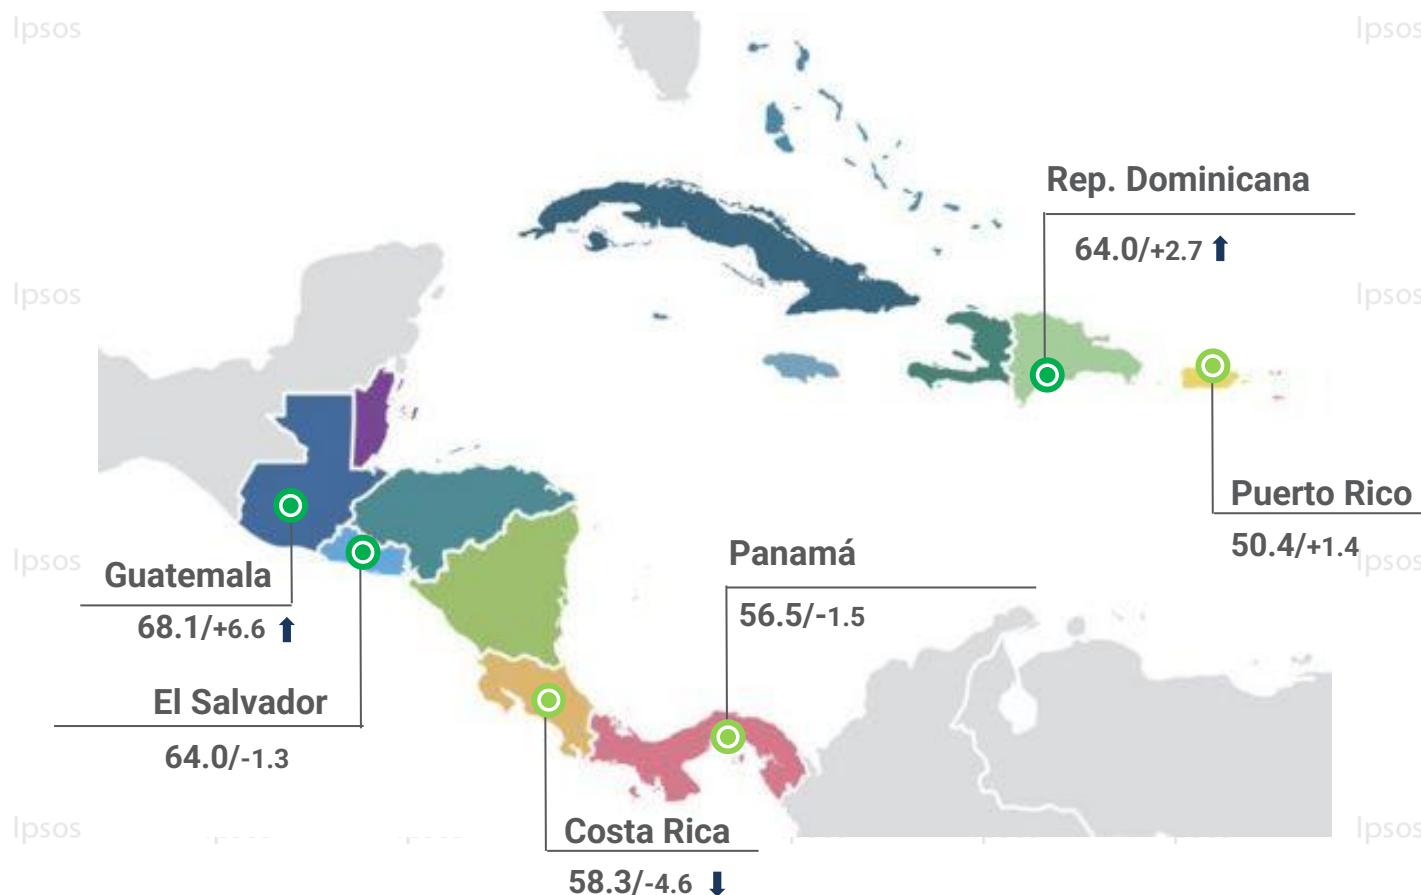 Ipsos
Ipsos
Rep. Dominicana
64.0/+2.7
Ipsos
Ipsos
Puerto Rico
50.4/+1.4
Ipsos
Ipsos
Panamá
56.5/-1.5
Guatemala
68.1/+6.6
El Salvador
64.0/-1.3
Ipsos
Ipsos
Costa Rica
58.3/-4.6